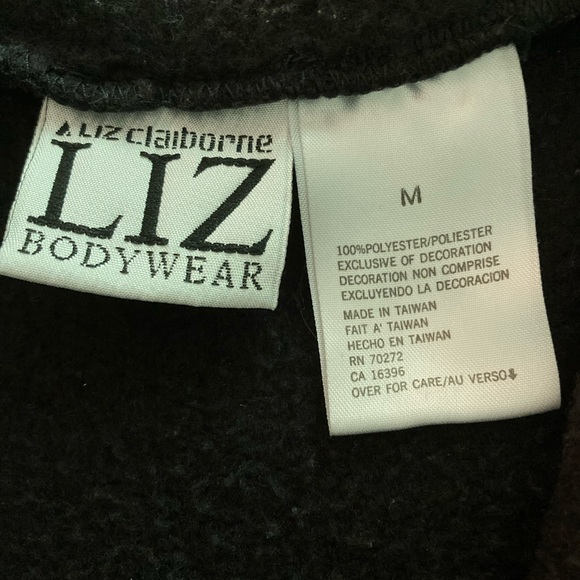 Liz claiborne
LIZ
BODYWEAR
M
100%POLYESTER/POLIESTER
EXCLUSIVE OF DECORATION
DECORATION NON COMPRISE
EXCLUYENDO LA DECORACION
MADE IN TAIWAN
FAIT A' TAIWAN
HECHO EN TAIWAN
RN 70272
CA 16396
OVER FOR CARE/AU VERSO